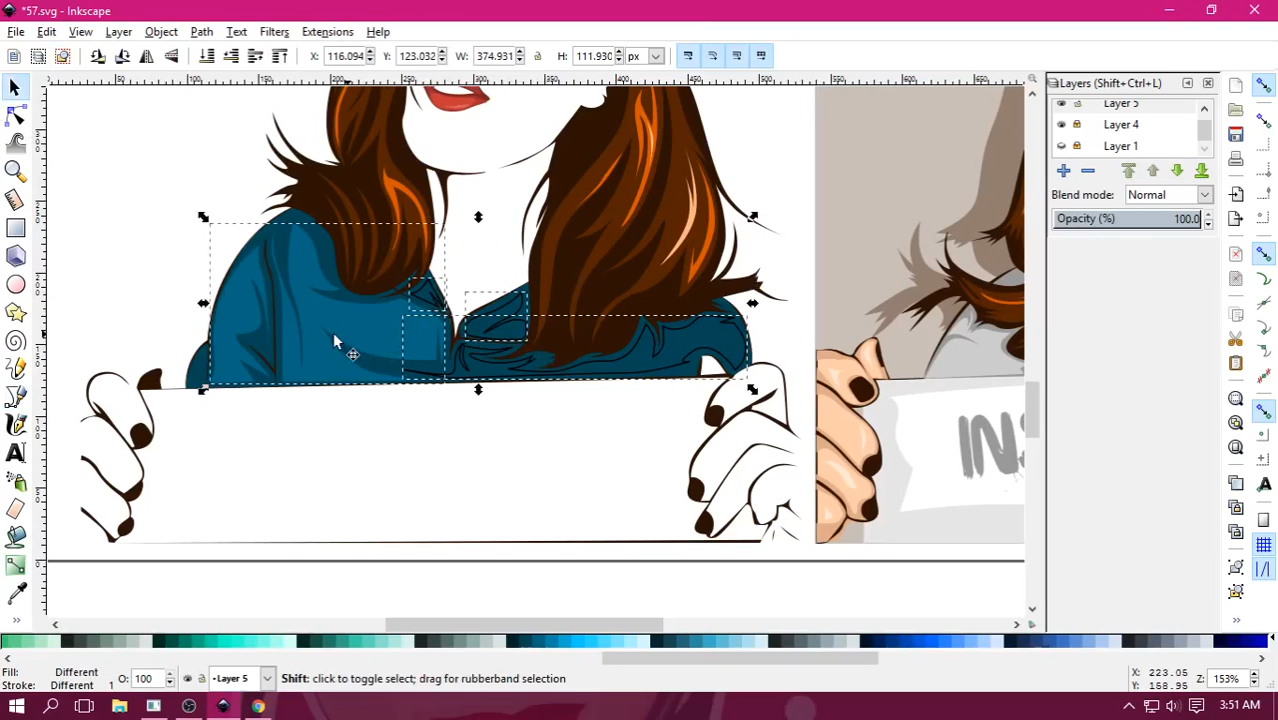 *57.svg - Inkscape
File Edit View Layer Object Path Text Filters Extensions Help
X: 116.094 Y: 123.032 W: 374.931 H: 111.930 px
Layers (Shift+Ctrl+L)
Layer 5
Layer 4
Layer 1
Blend mode: Normal
Opacity (%) 100.0
INS
Fill: Different
Stroke: Different 1 O: 100 •Layer 5 Shift: click to toggle select; drag for rubberband selection
X: 223.05
Y: 158.95
Z: 153%
3:51 AM